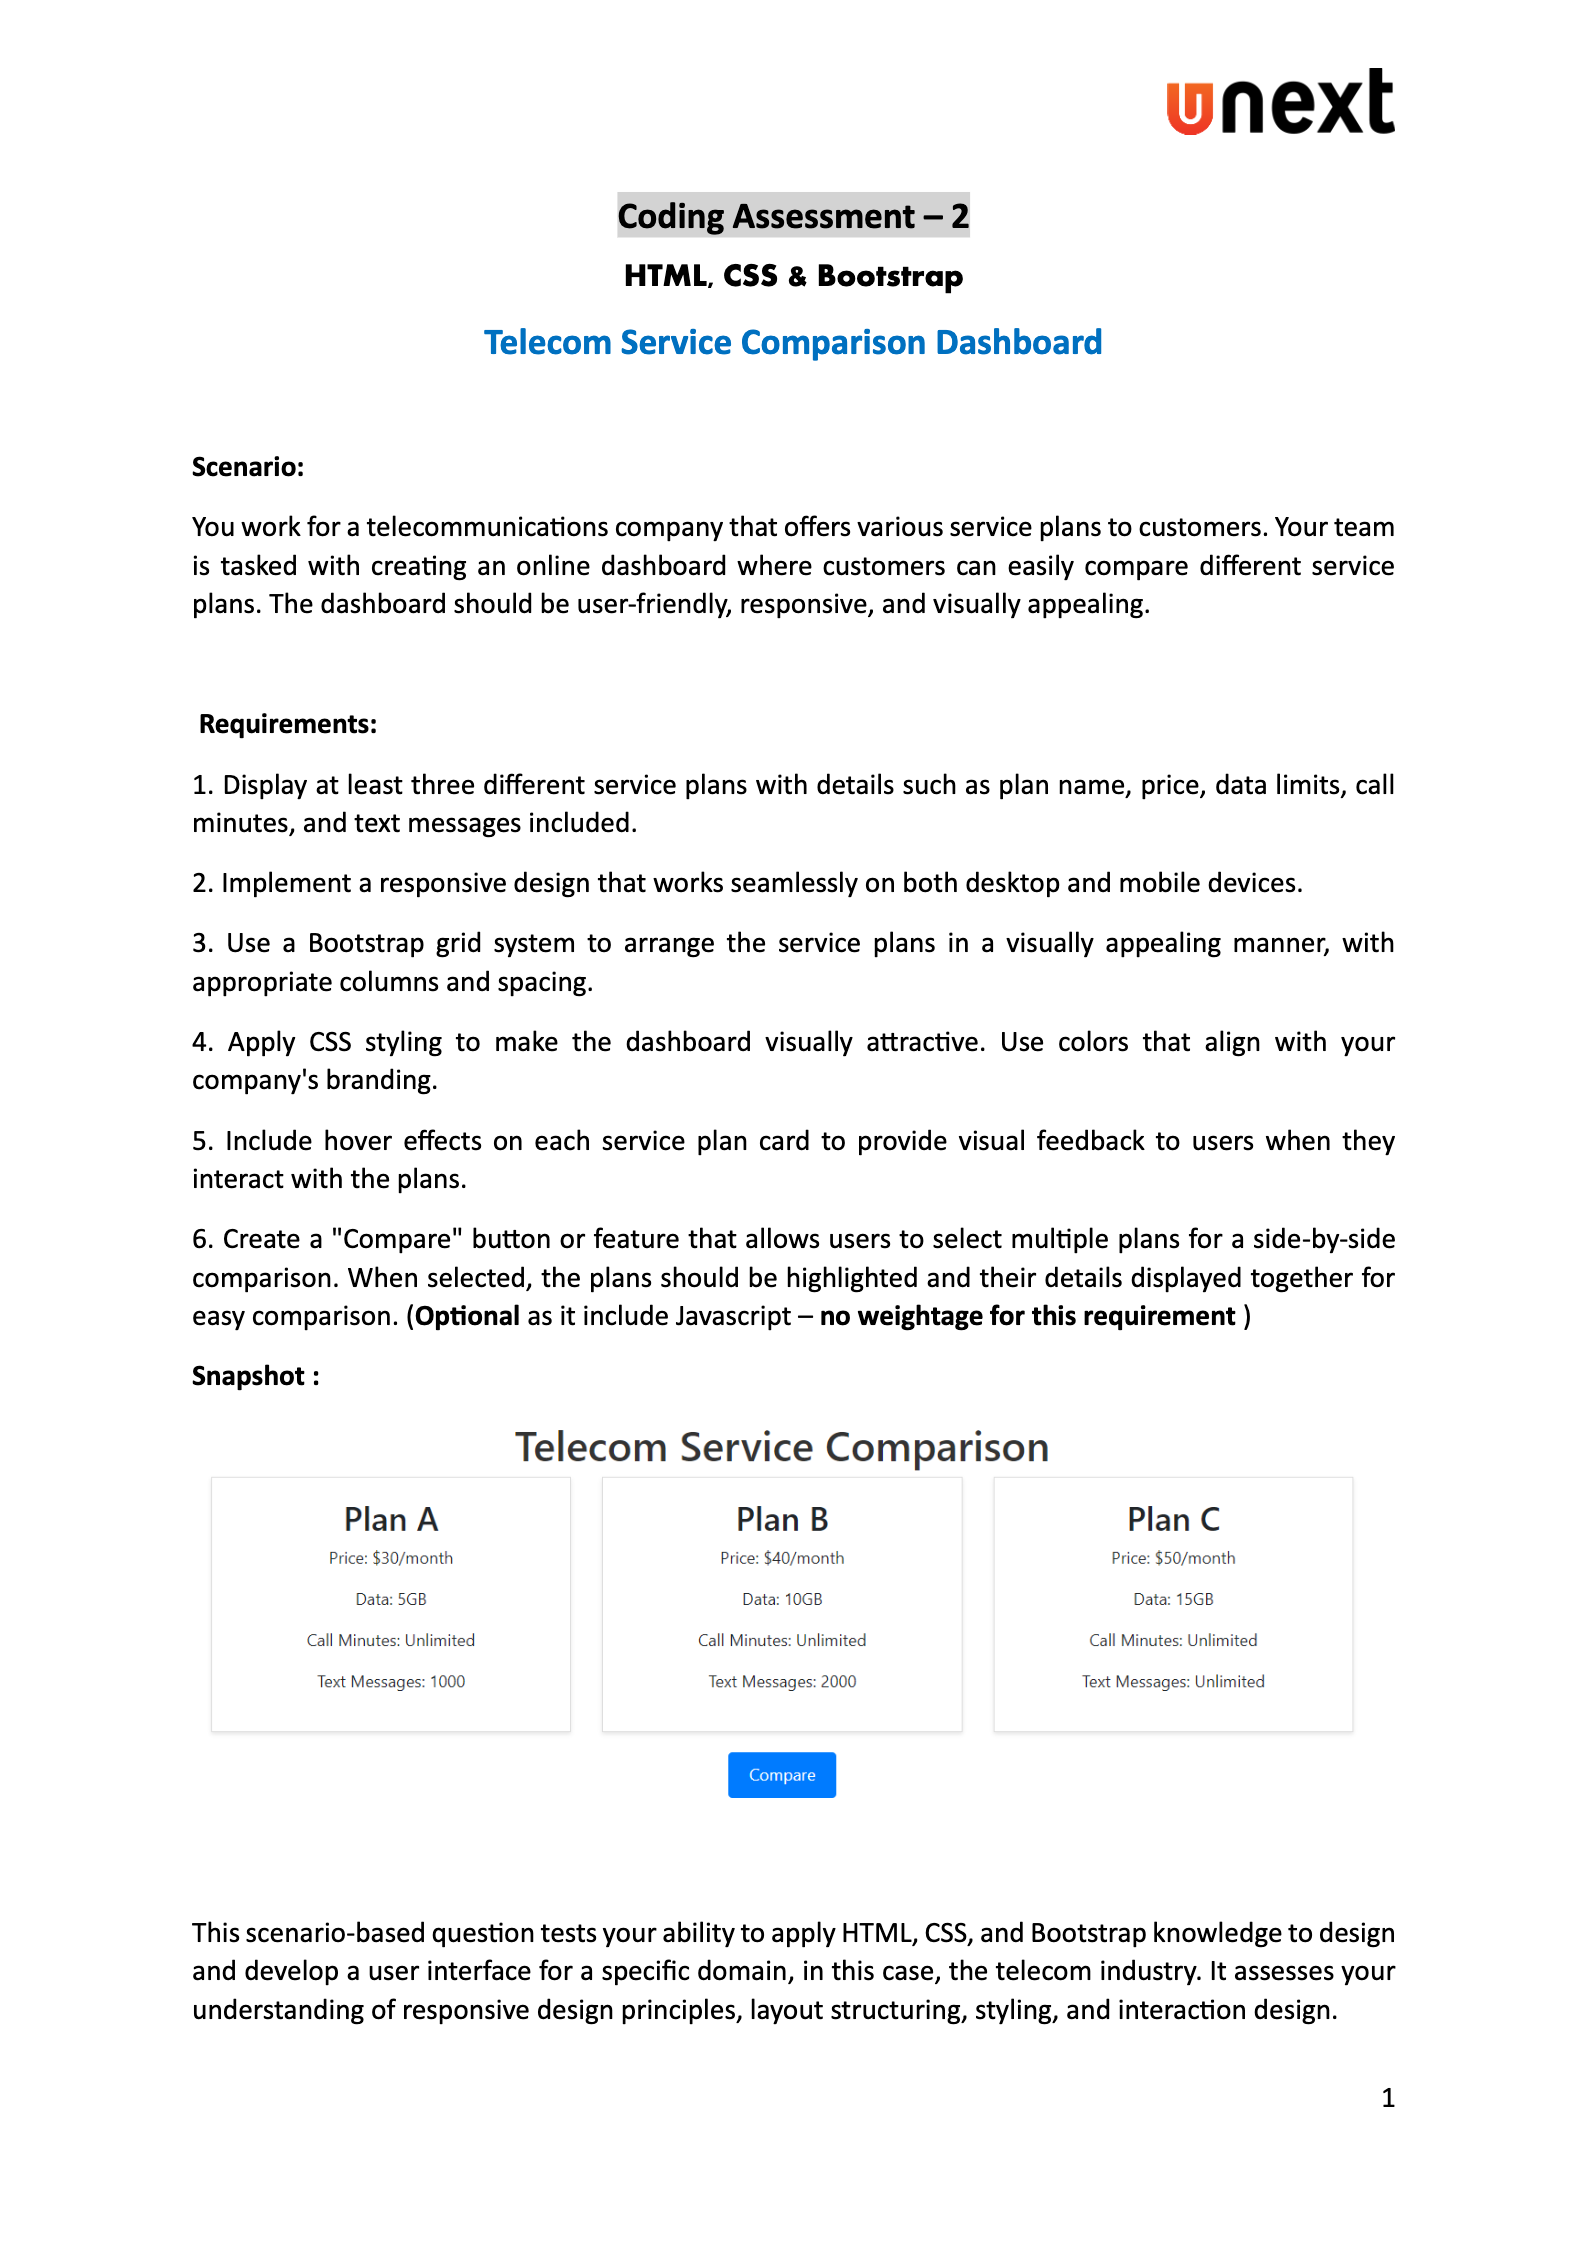 unext
Coding Assessment – 2
HTML, CSS & Bootstrap
Telecom Service Comparison Dashboard
Scenario:
You work for a telecommunications company that offers various service plans to customers. Your team
is tasked with creating an online dashboard where customers can easily compare different service
plans. The dashboard should be user-friendly, responsive, and visually appealing.
Requirements:
1. Display at least three different service plans with details such as plan name, price, data limits, call
minutes, and text messages included.
2. Implement a responsive design that works seamlessly on both desktop and mobile devices.
3. Use a Bootstrap grid system to arrange the service plans in a visually appealing manner, with
appropriate columns and spacing.
4. Apply CSS styling to make the dashboard visually attractive. Use colors that align with your
company's branding.
5. Include hover effects on each service plan card to provide visual feedback to users when they
interact with the plans.
6. Create a "Compare" button or feature that allows users to select multiple plans for a side-by-side
comparison. When selected, the plans should be highlighted and their details displayed together for
easy comparison. (Optional as it include Javascript – no weightage for this requirement )
Snapshot :
Telecom Service Comparison
Plan A
Price: $30/month
Data: 5GB
Call Minutes: Unlimited
Text Messages: 1000
Plan B
Price: $40/month
Data: 10GB
Call Minutes: Unlimited
Text Messages: 2000
Plan C
Price: $50/month
Data: 15GB
Call Minutes: Unlimited
Text Messages: Unlimited
Compare
This scenario-based question tests your ability to apply HTML, CSS, and Bootstrap knowledge to design
and develop a user interface for a specific domain, in this case, the telecom industry. It assesses your
understanding of responsive design principles, layout structuring, styling, and interaction design.
1